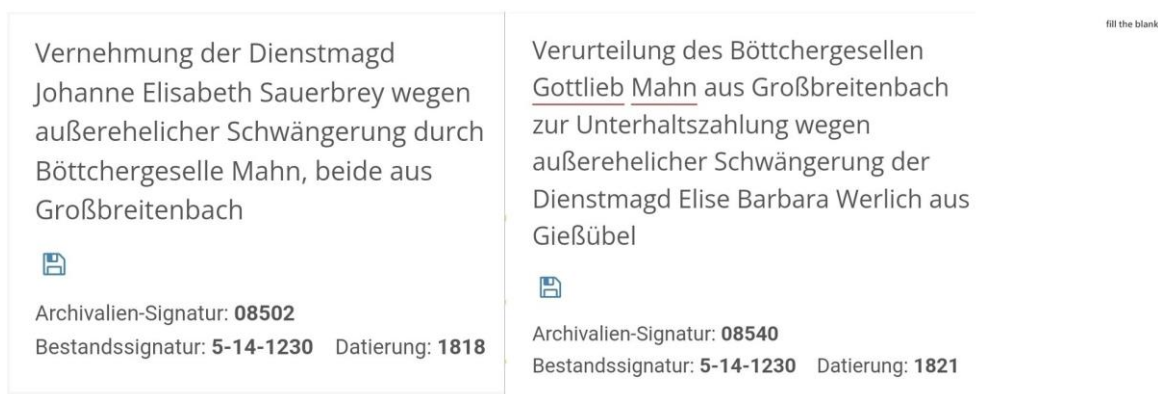 Vernehmung der Dienstmagd
Johanne Elisabeth Sauerbrey wegen
außerehelicher Schwängerung durch
Böttchergeselle Mahn, beide aus
Großbreitenbach
Archivalien-Signatur: 08502
Bestandssignatur: 5-14-1230 Datierung: 1818
Verurteilung des Böttchergesellen
Gottlieb Mahn aus Großbreitenbach
zur Unterhaltszahlung wegen
außerehelicher Schwängerung der
Dienstmagd Elise Barbara Werlich aus
Gießübel
Archivalien-Signatur: 08540
Bestandssignatur: 5-14-1230 Datierung: 1821
fill the blank